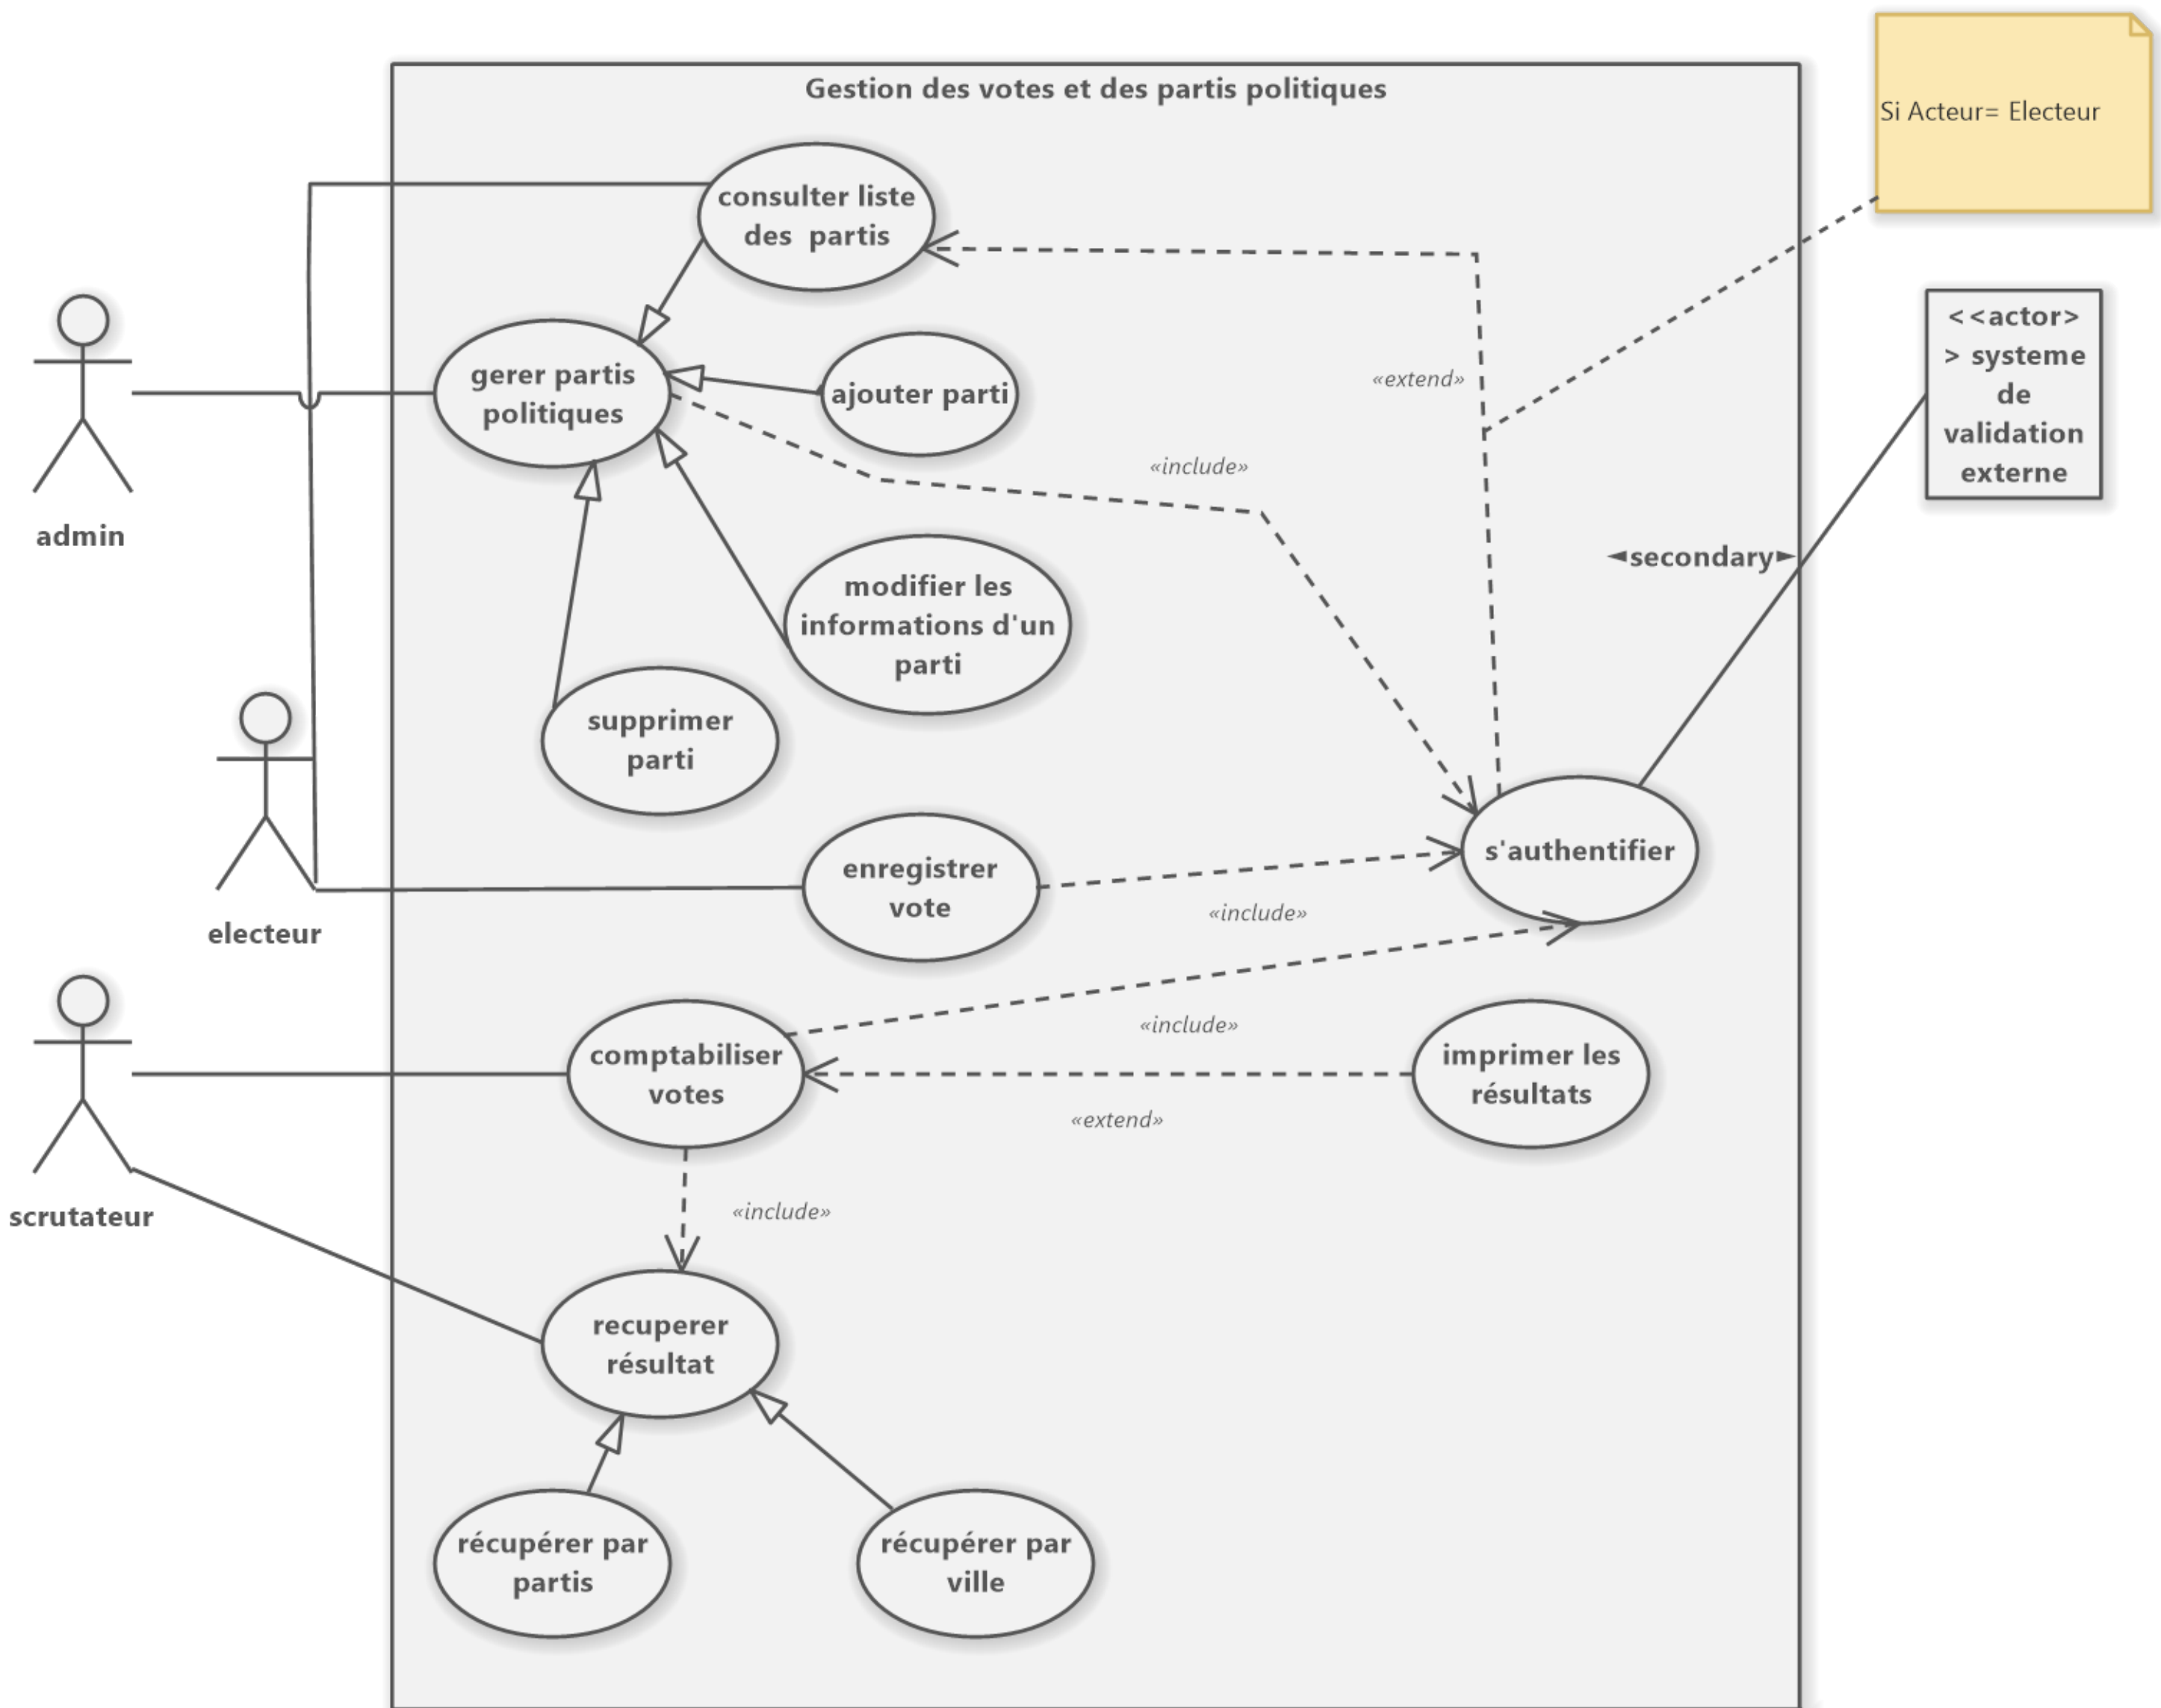 Gestion des votes et des partis politiques
Si Acteur= Electeur
consulter liste
des  partis
<<actor>
> systeme
de
validation
externe
gerer partis
politiques
ajouter parti
«extend»
«include»
admin
modifier les
informations d'un
parti
◄secondary►
supprimer
parti
s'authentifier
enregistrer
vote
«include»
electeur
comptabiliser
votes
«include»
imprimer les
résultats
«extend»
scrutateur
«include»
recuperer
résultat
récupérer par
partis
récupérer par
ville